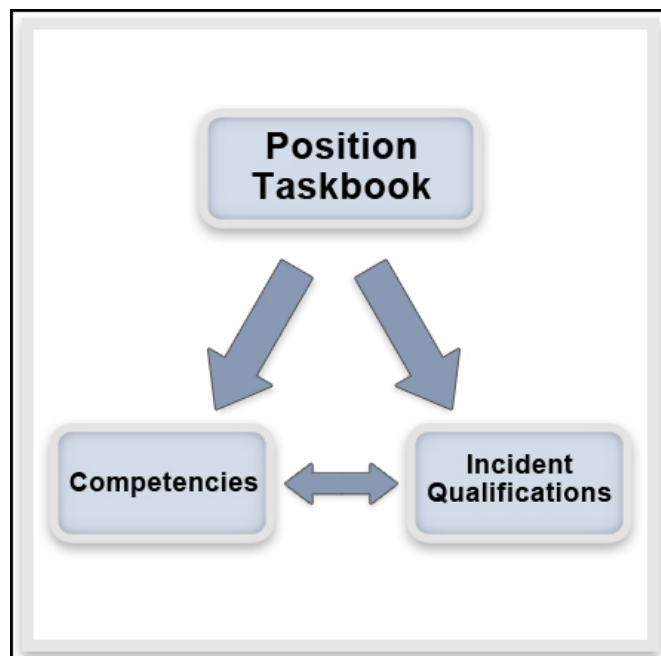 Position
Taskbook
Competencies
Incident
Qualifications